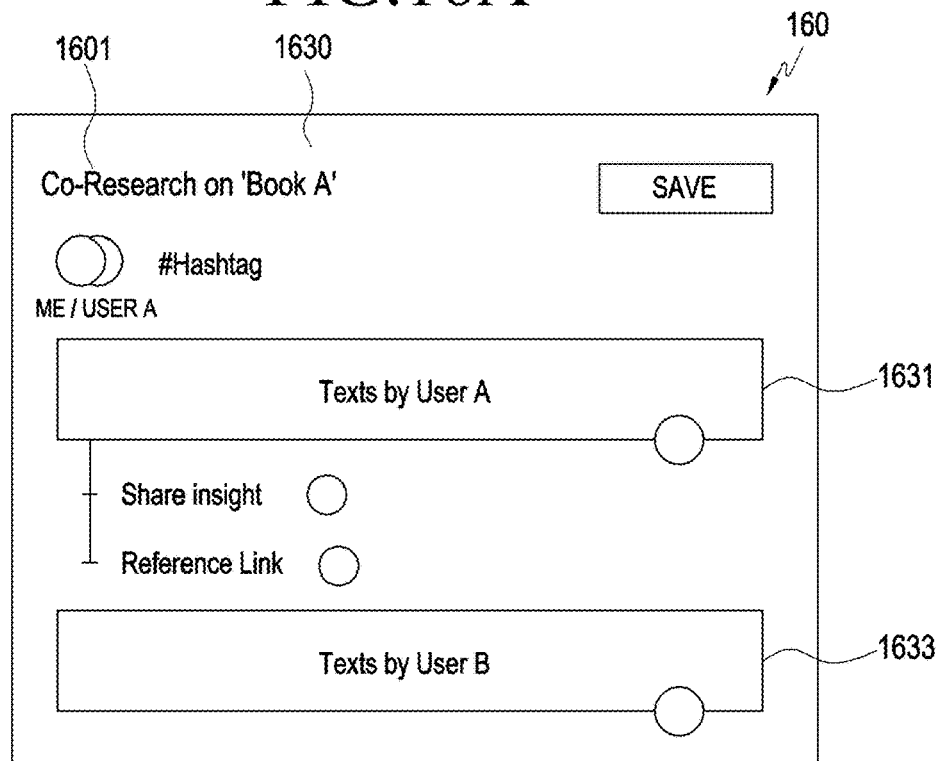 160
1601 1630
Co-Research on 'Book A' SAVE
#Hashtag
ME / USER A
Texts by User A 1631
Share insight
Reference Link
Texts by User B 1633